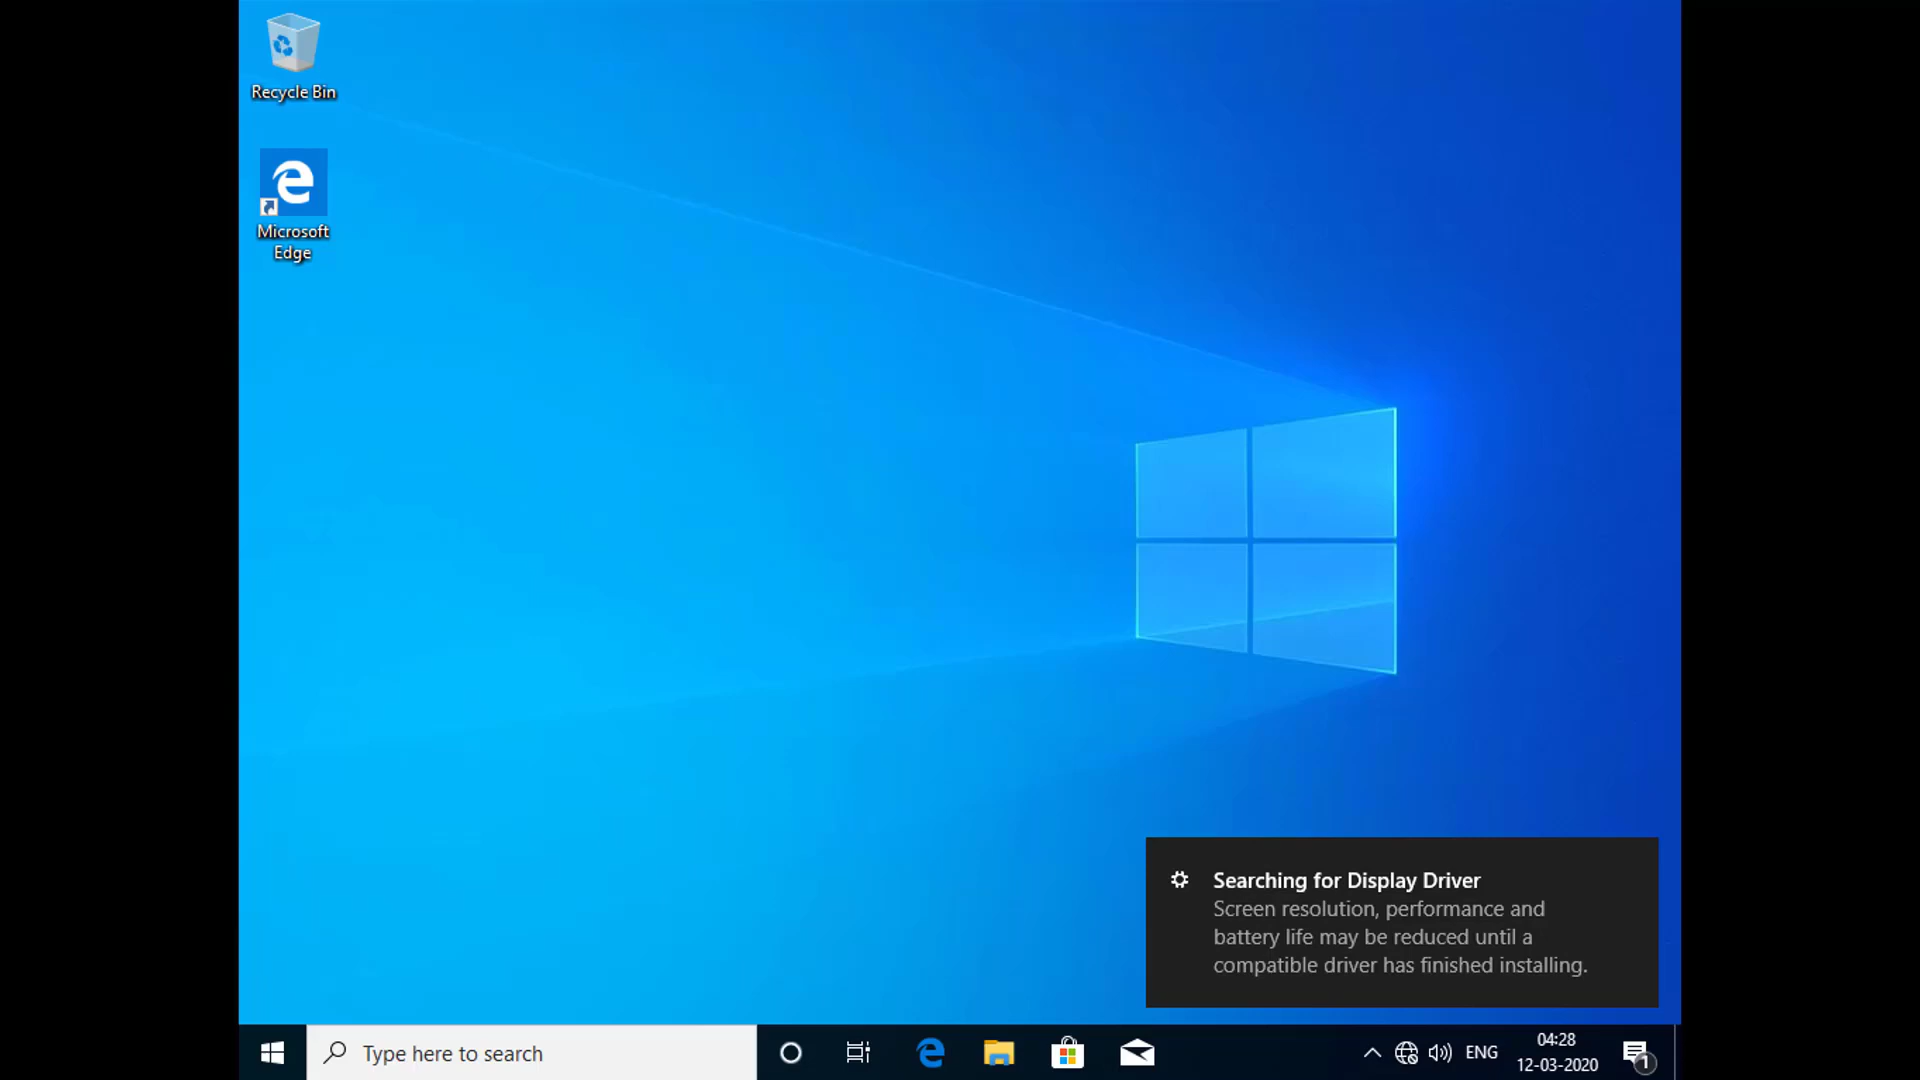 Recycle Bin
Microsoft
Edge
Searching for Display Driver
Screen resolution, performance and
battery life may be reduced until a
compatible driver has finished installing.
Type here to search
ENG
04:28
12-03-2020
1